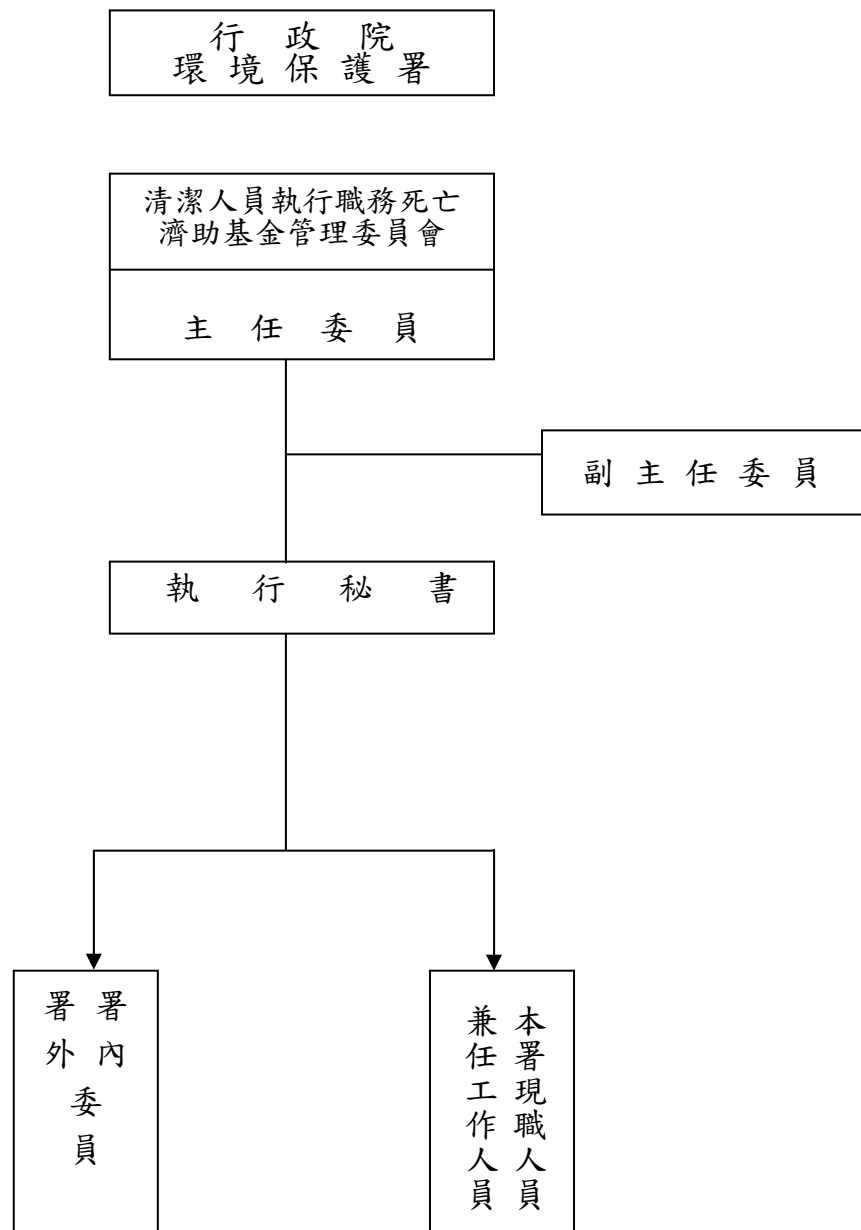 行政院
環境保護署
清潔人員執行職務死亡
濟助基金管理委員會
主任委員
副主任委員
執行秘書
署內
署外
委員
本署現職人員
兼任工作人員